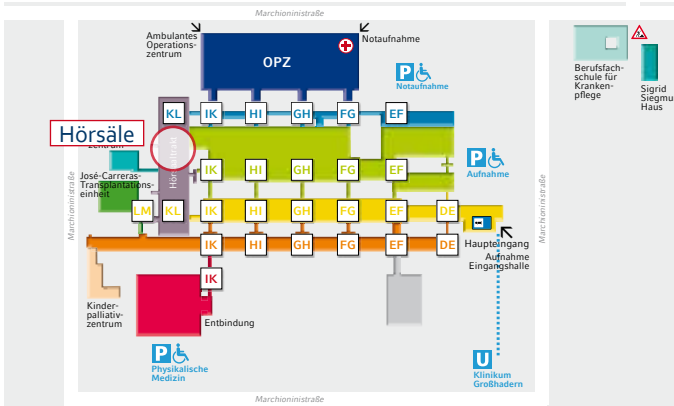 Marchioninistraße
Ambulantes
Operations-
zentrum
OPZ
Notaufnahme
P
Notaufnahme
Berufsfach-
schule für
Kranken-
pflege
Sigrid
Siegmu
Haus
KL IK HI GH FG EF
Hörsäle
zentrum
Hörsaaltrakt
P
Aufnahme
José-Carreras-
Transplantations-
einheit
IK HI GH FG EF
LM KL IK HI GH FG EF DE
Marchioninistraße
Marchioninistraße
Marchioninistraße
IK HI GH FG EF DE
Haupteingang
Aufnahme
Eingangshalle
IK
Kinder-
palliativ-
zentrum
Entbindung
P
Physikalische
Medizin
U
Klinikum
Großhadern
Marchioninistraße